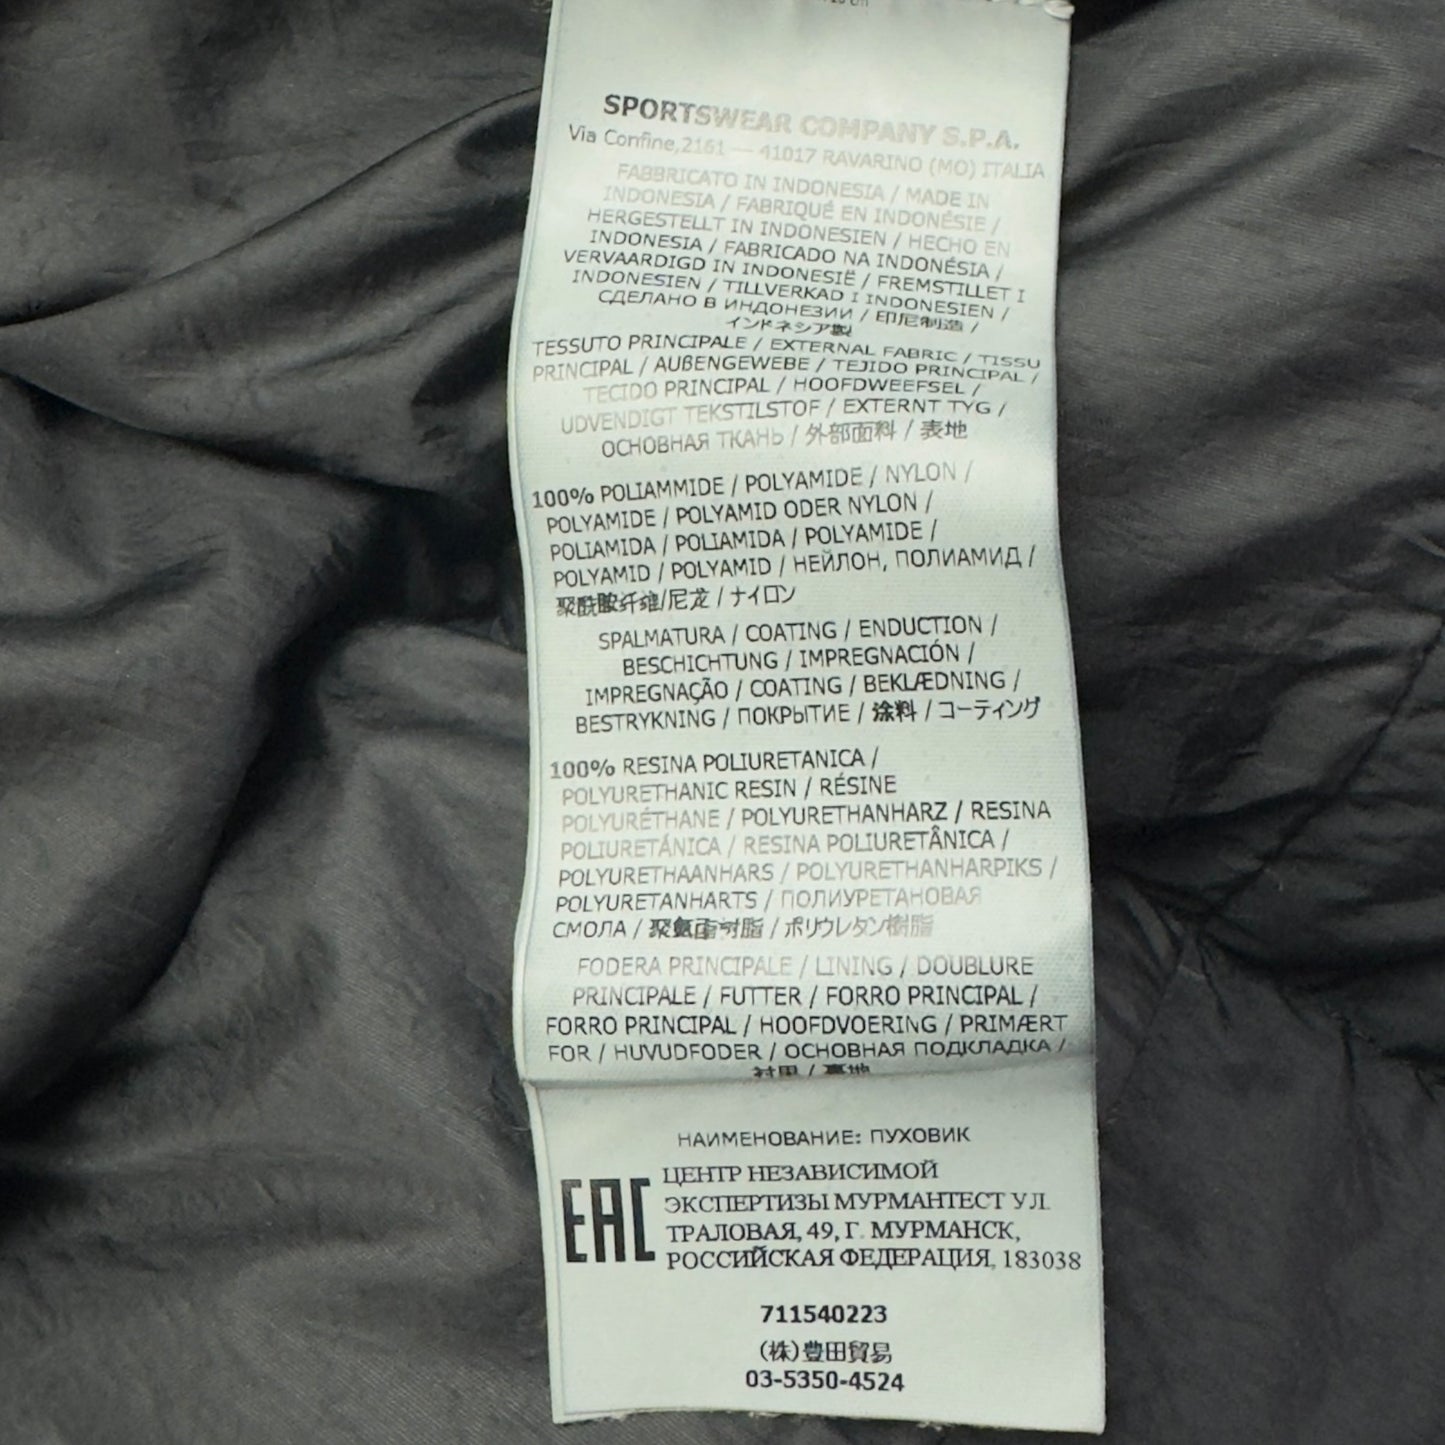 SPORTSWEAR COMPANY S.P.A.
Via Confine,2161 — 41017 RAVARINO (MO) ITALIA
FABBRICATO IN INDONESIA / MADE IN
INDONESIA / FABRIQUÉ EN INDONÉSIE /
HERGESTELLT IN INDONESIEN / HECHO EN
INDONESIA / FABRICADO NA INDONÉSIA /
VERVAARDIGD IN INDONESIË / FREMSTILLET I
INDONESIEN / TILLVERKAD I INDONESIEN /
СДЕЛАНО В ИНДОНЕЗИИ / 印尼制造 /
インドネシア製
TESSUTO PRINCIPALE / EXTERNAL FABRIC / TISSU
PRINCIPAL / AUßENGEWEBE / TEJIDO PRINCIPAL /
TECIDO PRINCIPAL / HOOFDWEEFSEL /
UDVENDIGT TEKSTILSTOF / EXTERNT TYG /
ОСНОВНАЯ ТКАНЬ / 外部面料 / 表地
100% POLIAMMIDE / POLYAMIDE / NYLON /
POLYAMIDE / POLYAMID ODER NYLON /
POLIAMIDA / POLIAMIDA / POLYAMIDE /
POLYAMID / POLYAMID / НЕЙЛОН, ПОЛИАМИД /
聚酰胺纤维/尼龙 / ナイロン
SPALMATURA / COATING / ENDUCTION /
BESCHICHTUNG / IMPREGNACIÓN /
IMPREGNAÇÃO / COATING / BEKLÆDNING /
BESTRYKNING / ПОКРЫТИЕ / 涂料 / コーティング
100% RESINA POLIURETANICA /
POLYURETHANIC RESIN / RÉSINE
POLYURÉTHANE / POLYURETHANHARZ / RESINA
POLIURETÁNICA / RESINA POLIURETÂNICA /
POLYURETHAANHARS / POLYURETHANHARPIKS /
POLYURETANHARTS / ПОЛИУРЕТАНОВАЯ
СМОЛА / 聚氨酯树脂 / ポリウレタン樹脂
FODERA PRINCIPALE / LINING / DOUBLURE
PRINCIPALE / FUTTER / FORRO PRINCIPAL /
FORRO PRINCIPAL / HOOFDVOERING / PRIMÆRT
FOR / HUVUDFODER / ОСНОВНАЯ ПОДКЛАДКА /
НАИМЕНОВАНИЕ: ПУХОВИК
EAC ЦЕНТР НЕЗАВИСИМОЙ
ЭКСПЕРТИЗЫ МУРМАНТЕСТ УЛ.
ТРАЛОВАЯ, 49, Г. МУРМАНСК,
РОССИЙСКАЯ ФЕДЕРАЦИЯ, 183038
711540223
(株)豊田貿易
03-5350-4524